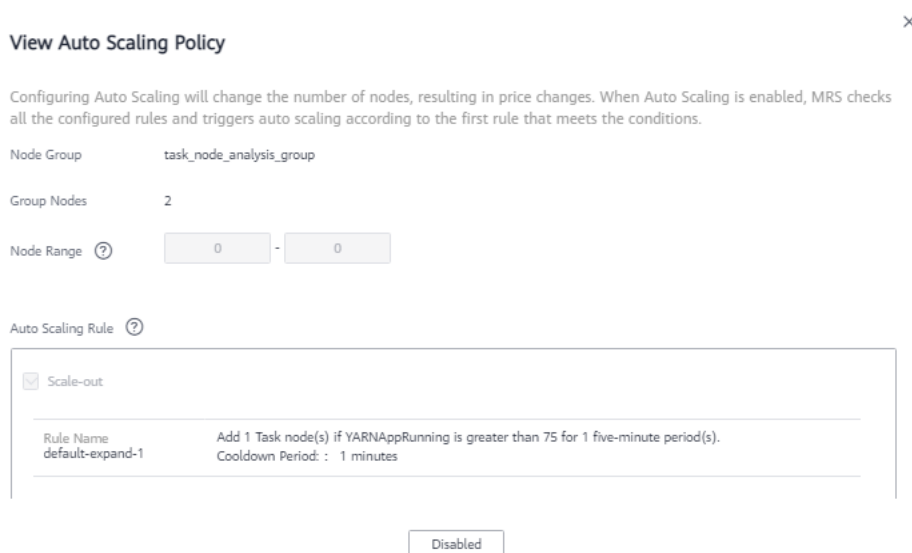 View Auto Scaling Policy
Configuring Auto Scaling will change the number of nodes, resulting in price changes. When Auto Scaling is enabled, MRS checks
all the configured rules and triggers auto scaling according to the first rule that meets the conditions.
Node Group task_node_analysis_group
Group Nodes 2
Node Range ? 0 - 0
Auto Scaling Rule ?
Scale-out
Rule Name Add 1 Task node(s) if YARNAppRunning is greater than 75 for 1 five-minute period(s).
default-expand-1 Cooldown Period: : 1 minutes
Disabled